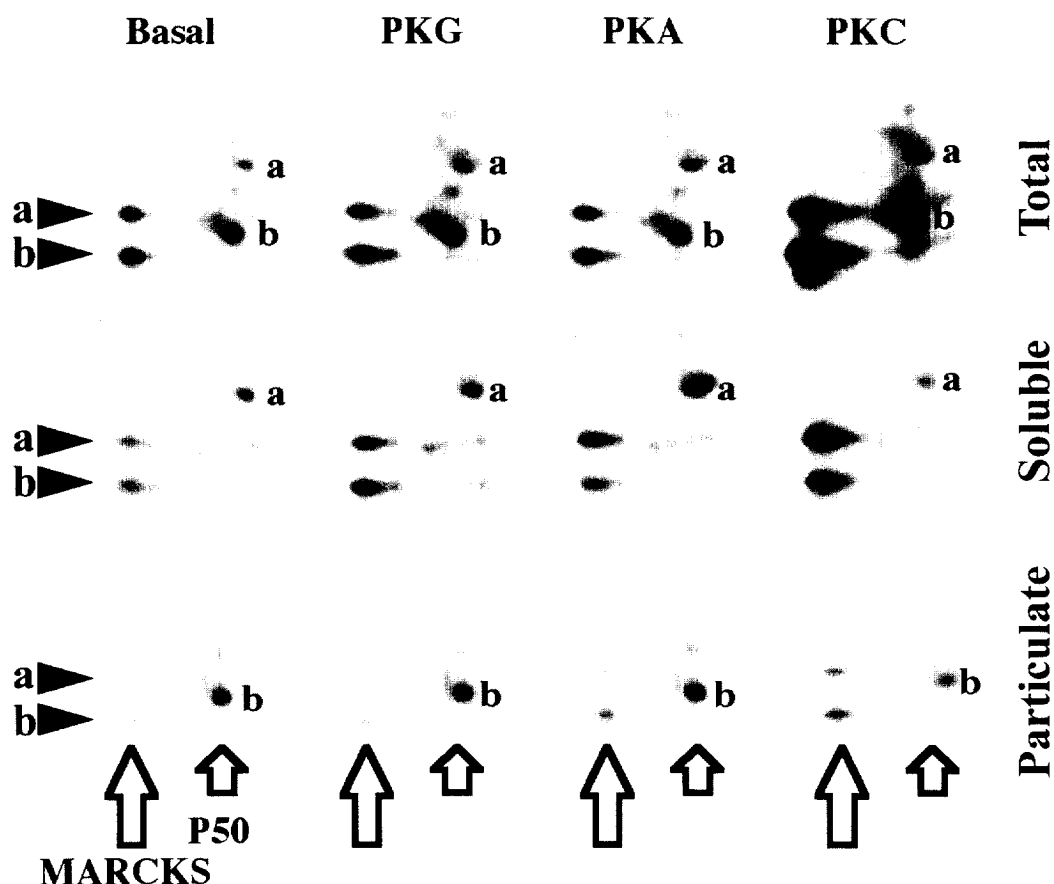 Basal PKG PKA PKC
a a a a
Total
a
b b b b b
b
a a a a
Soluble
a
b
Particulate
a
b b b b
b
P50
MARCKS